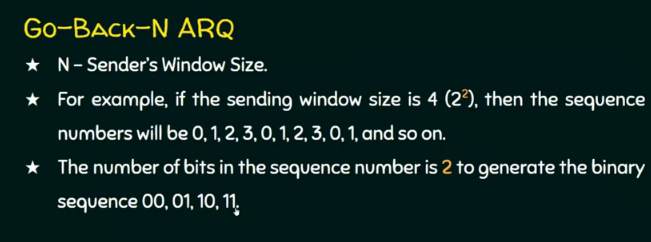 GO-BACK-N ARQ
★ N – Sender's Window Size.
★ For example, if the sending window size is 4 (2²), then the sequence
numbers will be 0, 1, 2, 3, 0, 1, 2, 3, 0, 1, and so on.
★ The number of bits in the sequence number is 2 to generate the binary
sequence 00, 01, 10, 11.